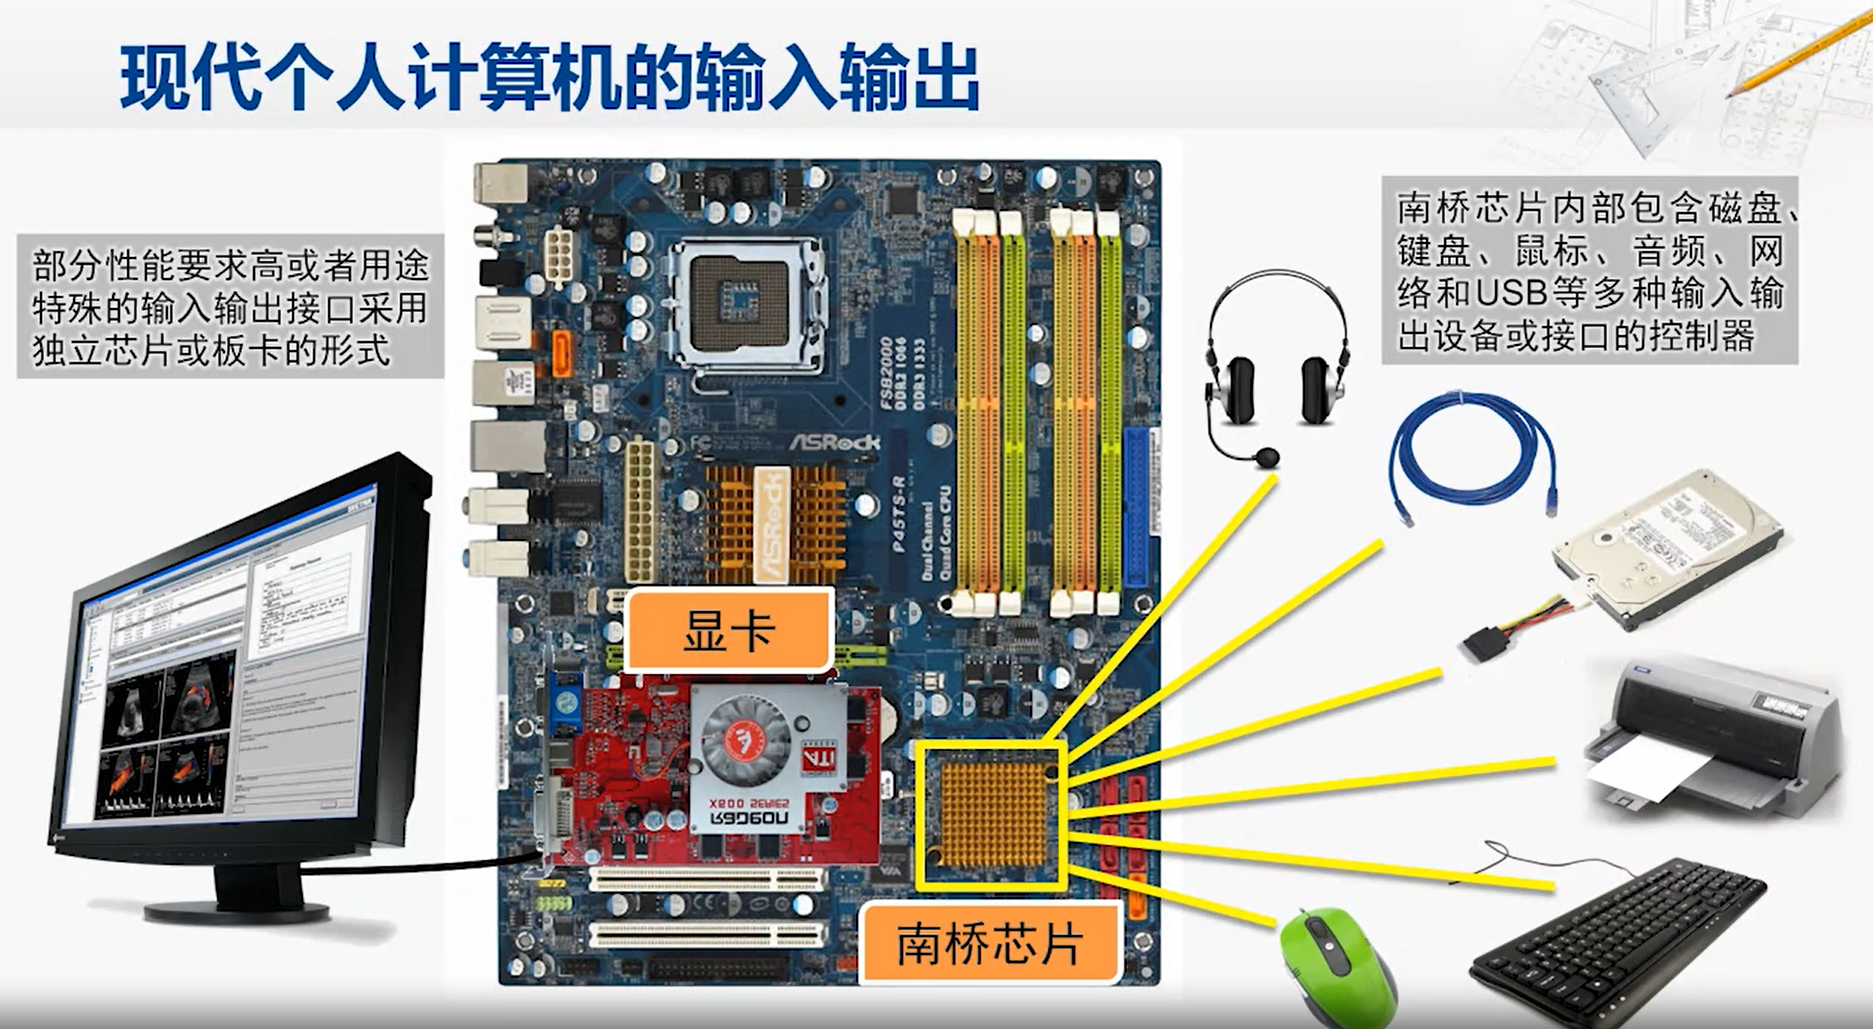 现代个人计算机的输入输出
部分性能要求高或者用途
特殊的输入输出接口采用
独立芯片或板卡的形式
南桥芯片内部包含磁盘、
键盘、鼠标、音频、网
络和USB等多种输入输
出设备或接口的控制器
FSB2000
DDR2 1066
DDR3 1333
ASRock
ASRock
P45TS-R
Dual Channel
Quad Core CPU
显卡
ATI
RADEON
X800 SERIES
RADEON
VIA
南桥芯片